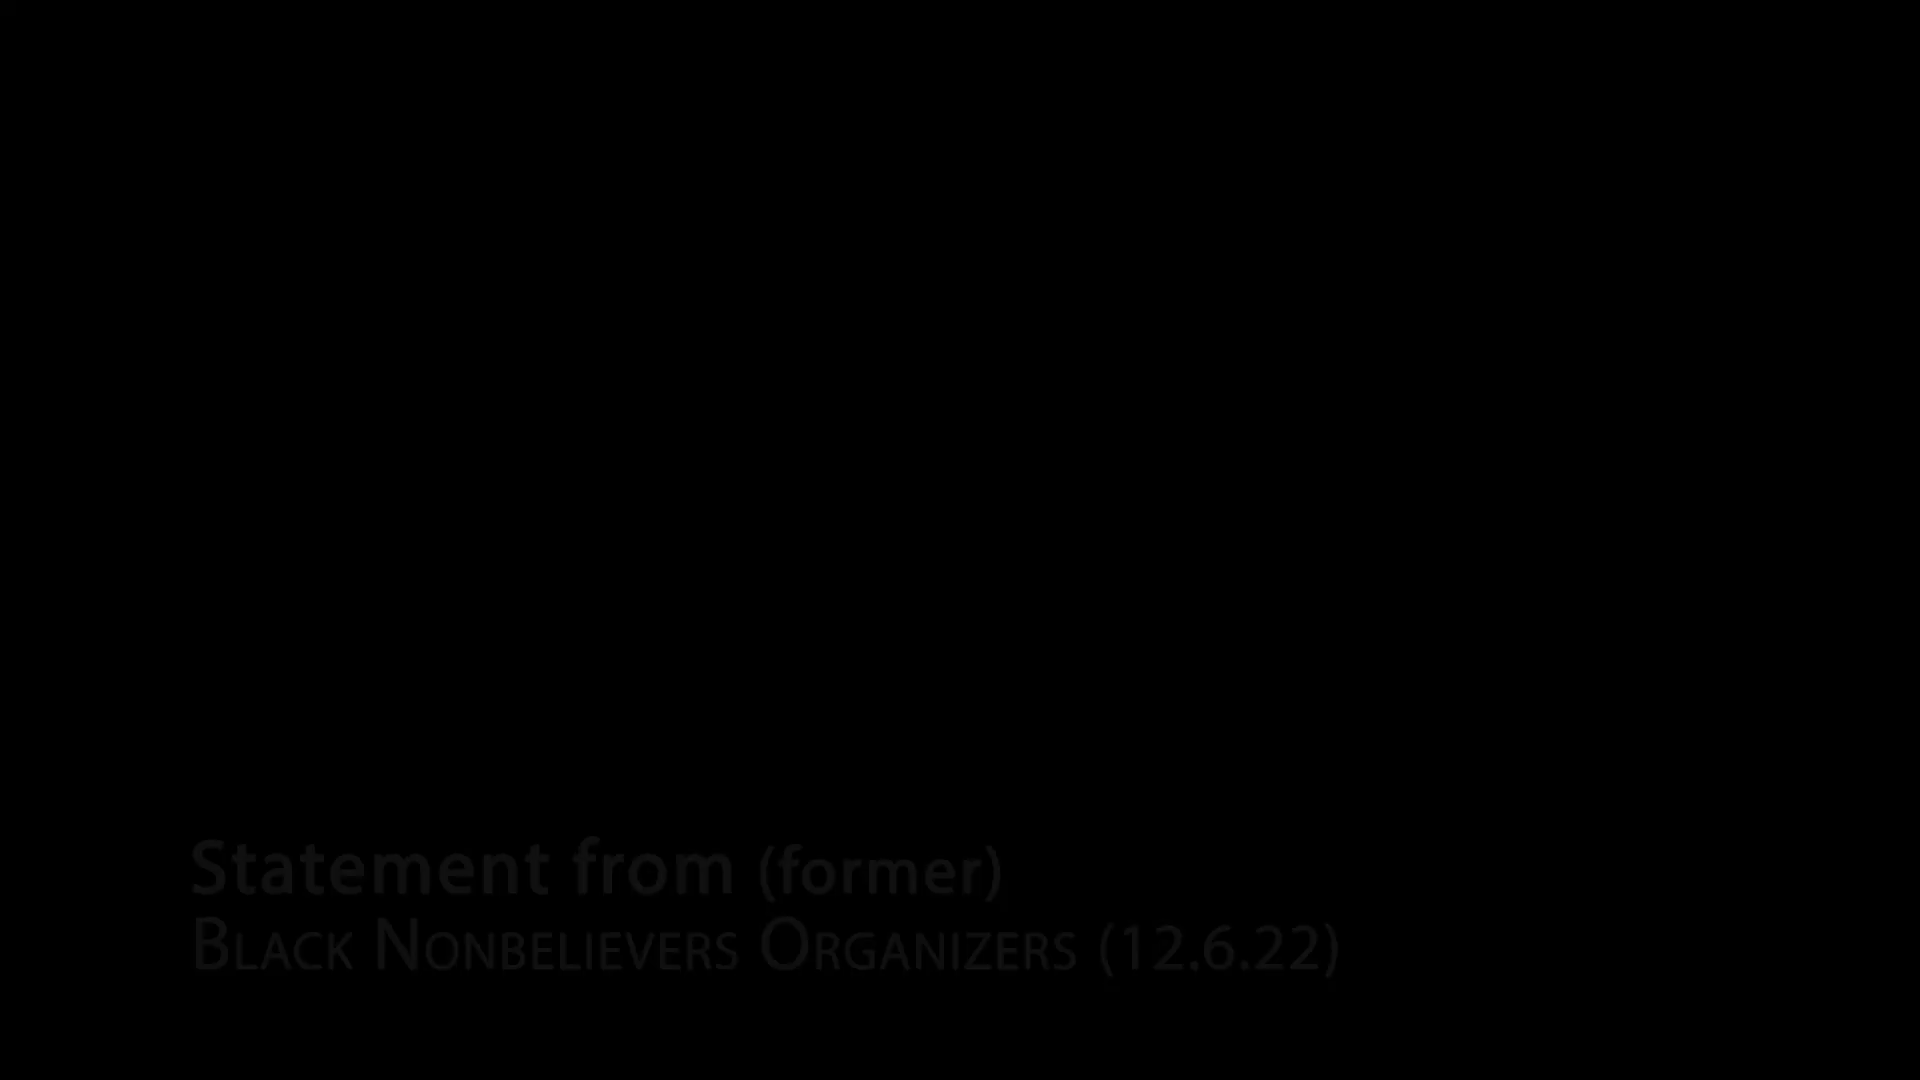 Statement from (former)
BLACK NONBELIEVERS ORGANIZERS (12.6.22)